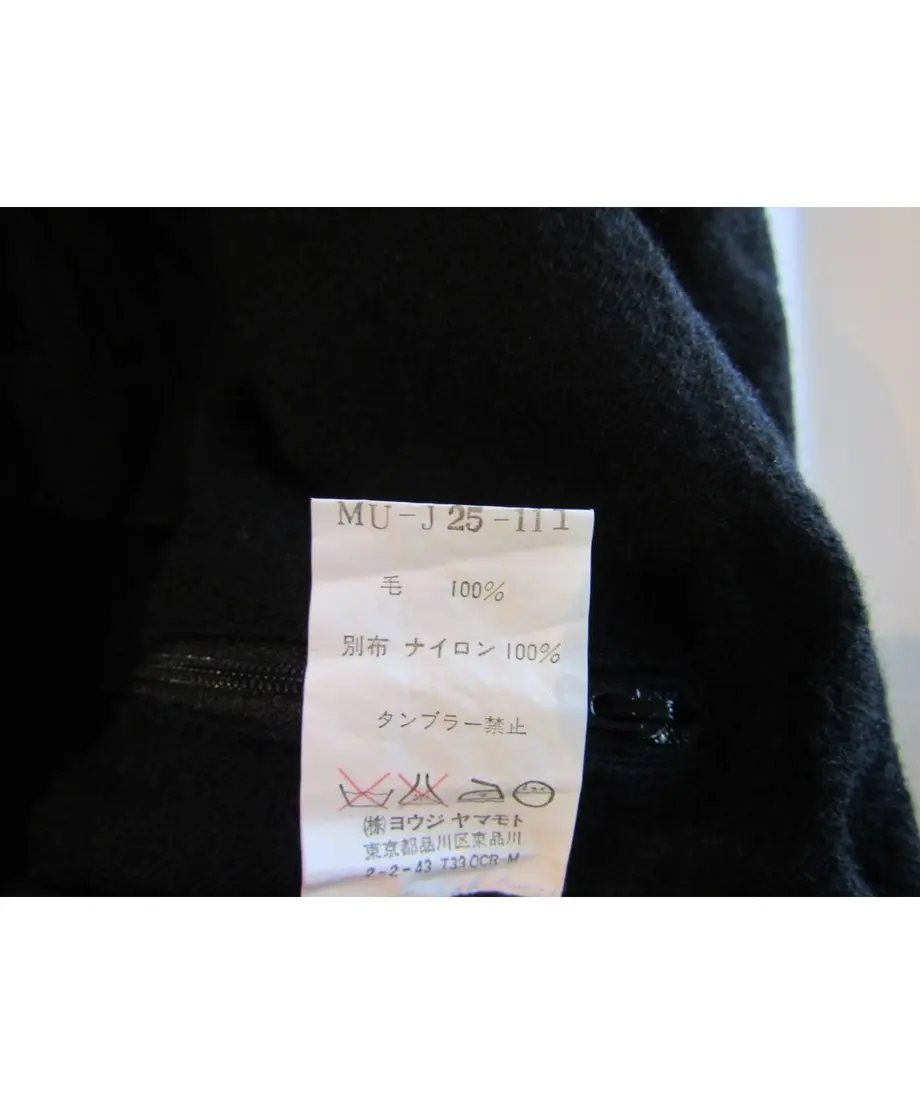 MU-J 25-111
毛 100%
別布 ナイロン 100%
タンブラー禁止
㈱ヨウジ ヤマモト
東京都品川区東品川
2-2-43 T33 OCR M